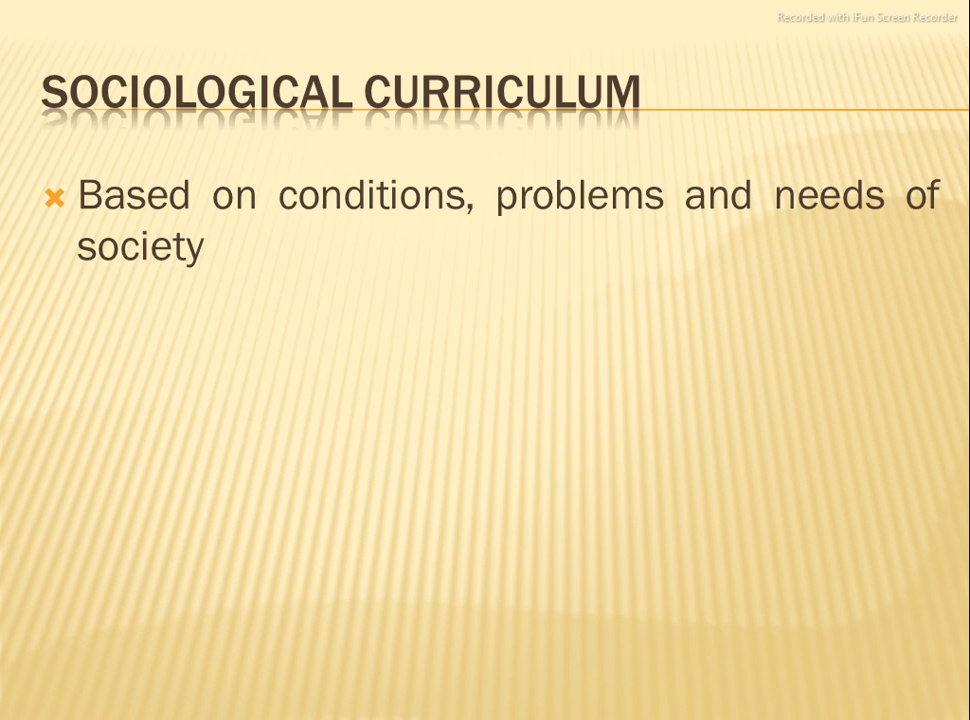 Recorded with iFun Screen Recorder
SOCIOLOGICAL CURRICULUM
Based on conditions, problems and needs of
society